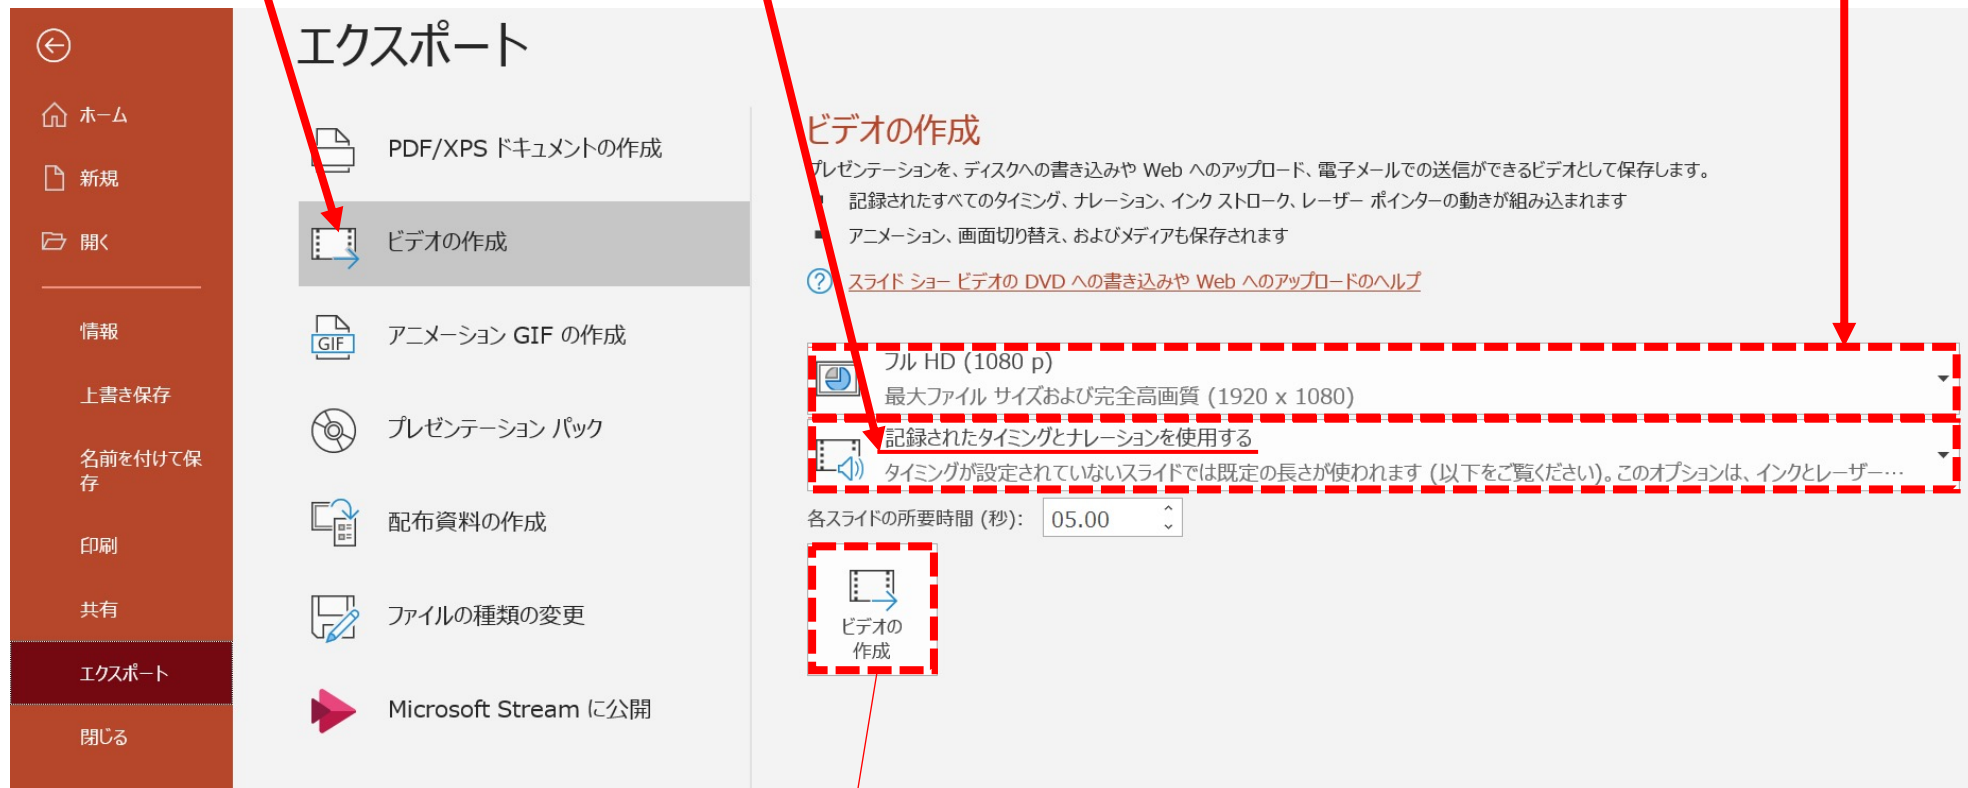 エクスポート
ホーム
新規
開く
情報
上書き保存
名前を付けて保
存
印刷
共有
エクスポート
閉じる
PDF/XPS ドキュメントの作成
ビデオの作成
アニメーション GIF の作成
GIF
プレゼンテーション パック
配布資料の作成
ファイルの種類の変更
Microsoft Stream に公開
ビデオの作成
プレゼンテーションを、ディスクへの書き込みや Web へのアップロード、電子メールでの送信ができるビデオとして保存します。
■ 記録されたすべてのタイミング、ナレーション、インク ストローク、レーザー ポインターの動きが組み込まれます
■ アニメーション、画面切り替え、およびメディアも保存されます
? スライド ショー ビデオの DVD への書き込みや Web へのアップロードのヘルプ
フル HD (1080 p)
最大ファイル サイズおよび完全高画質 (1920 x 1080)
記録されたタイミングとナレーションを使用する
タイミングが設定されていないスライドでは既定の長さが使われます (以下をご覧ください)。このオプションは、インクとレーザー…
各スライドの所要時間 (秒): 05.00
ビデオの
作成